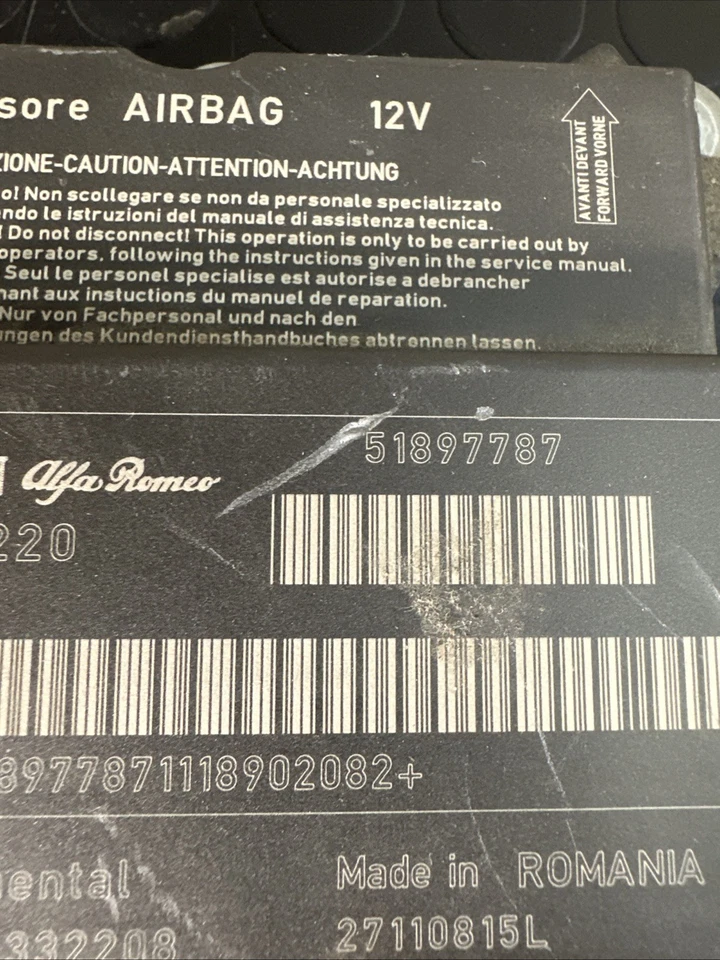 sore AIRBAG 12V
AVANTI DEVANT
FORWARD VORNE
ZIONE-CAUTION-ATTENTION-ACHTUNG
o! Non scollegare se non da personale specializzato
endo le istruzioni del manuale di assistenza tecnica.
! Do not disconnect! This operation is only to be carried out by
operators, following the instructions given in the service manual.
Seul le personel specialise est autorise a debrancher
nant aux instuctions du manuel de reparation.
Nur von Fachpersonal und nach den
ungen des Kundendiensthandbuches abtrennen lassen.
51897787
Alfa Romeo
220
8977871118902082+
nental Made in ROMANIA
332208 27110815L